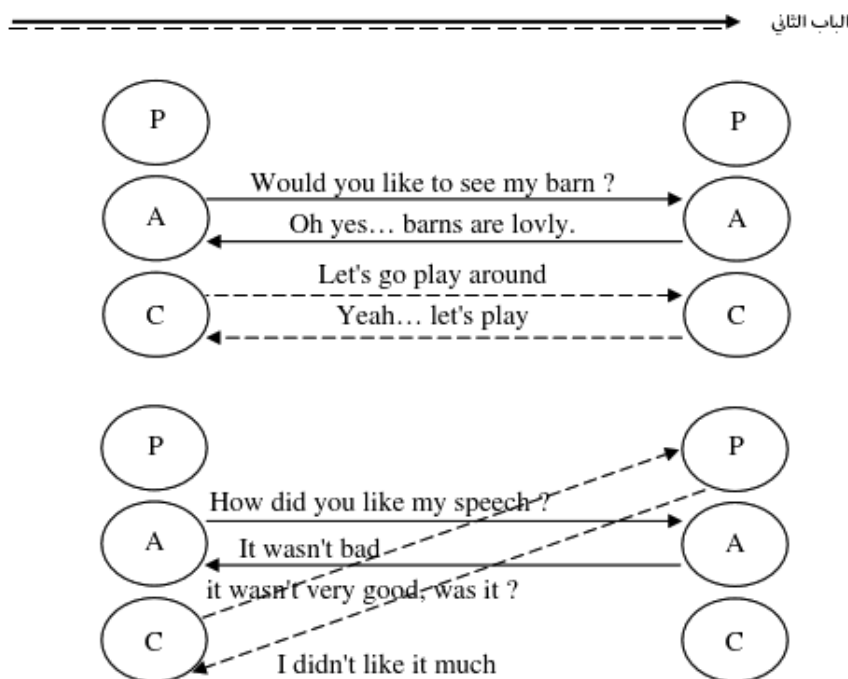 الباب الثاني
P P
Would you like to see my barn ?
A A
Oh yes... barns are lovly.
Let's go play around
C C
Yeah... let's play
P P
How did you like my speech ?
A A
It wasn't bad
it wasn't very good, was it ?
C C
I didn't like it much